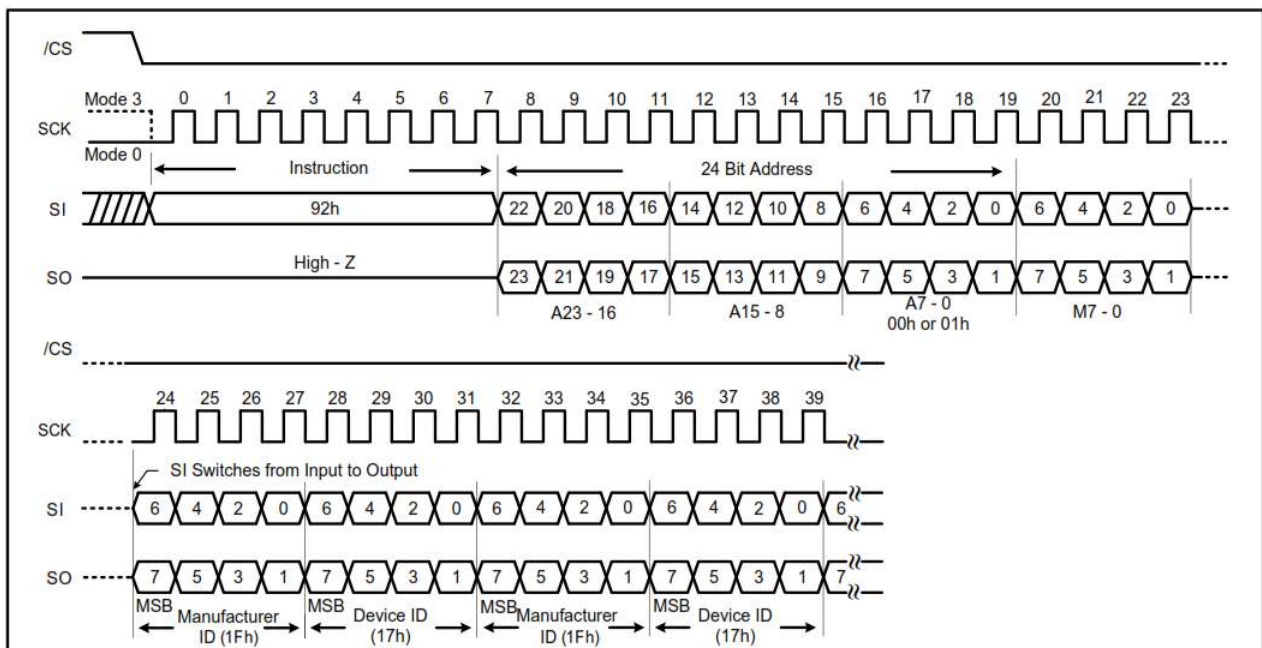 /CS
Mode 3 0 1 2 3 4 5 6 7 8 9 10 11 12 13 14 15 16 17 18 19 20 21 22 23
SCK
Mode 0
Instruction 24 Bit Address
SI 92h 22 20 18 16 14 12 10 8 6 4 2 0 6 4 2 0
High - Z
SO 23 21 19 17 15 13 11 9 7 5 3 1 7 5 3 1
A23 - 16 A15 - 8 A7 - 0 M7 - 0
00h or 01h
/CS
24 25 26 27 28 29 30 31 32 33 34 35 36 37 38 39
SCK
SI Switches from Input to Output
SI 6 4 2 0 6 4 2 0 6 4 2 0 6 4 2 0 6
SO 7 5 3 1 7 5 3 1 7 5 3 1 7 5 3 1 7
MSB MSB MSB MSB
Manufacturer Device ID Manufacturer Device ID
ID (1Fh) (17h) ID (1Fh) (17h)